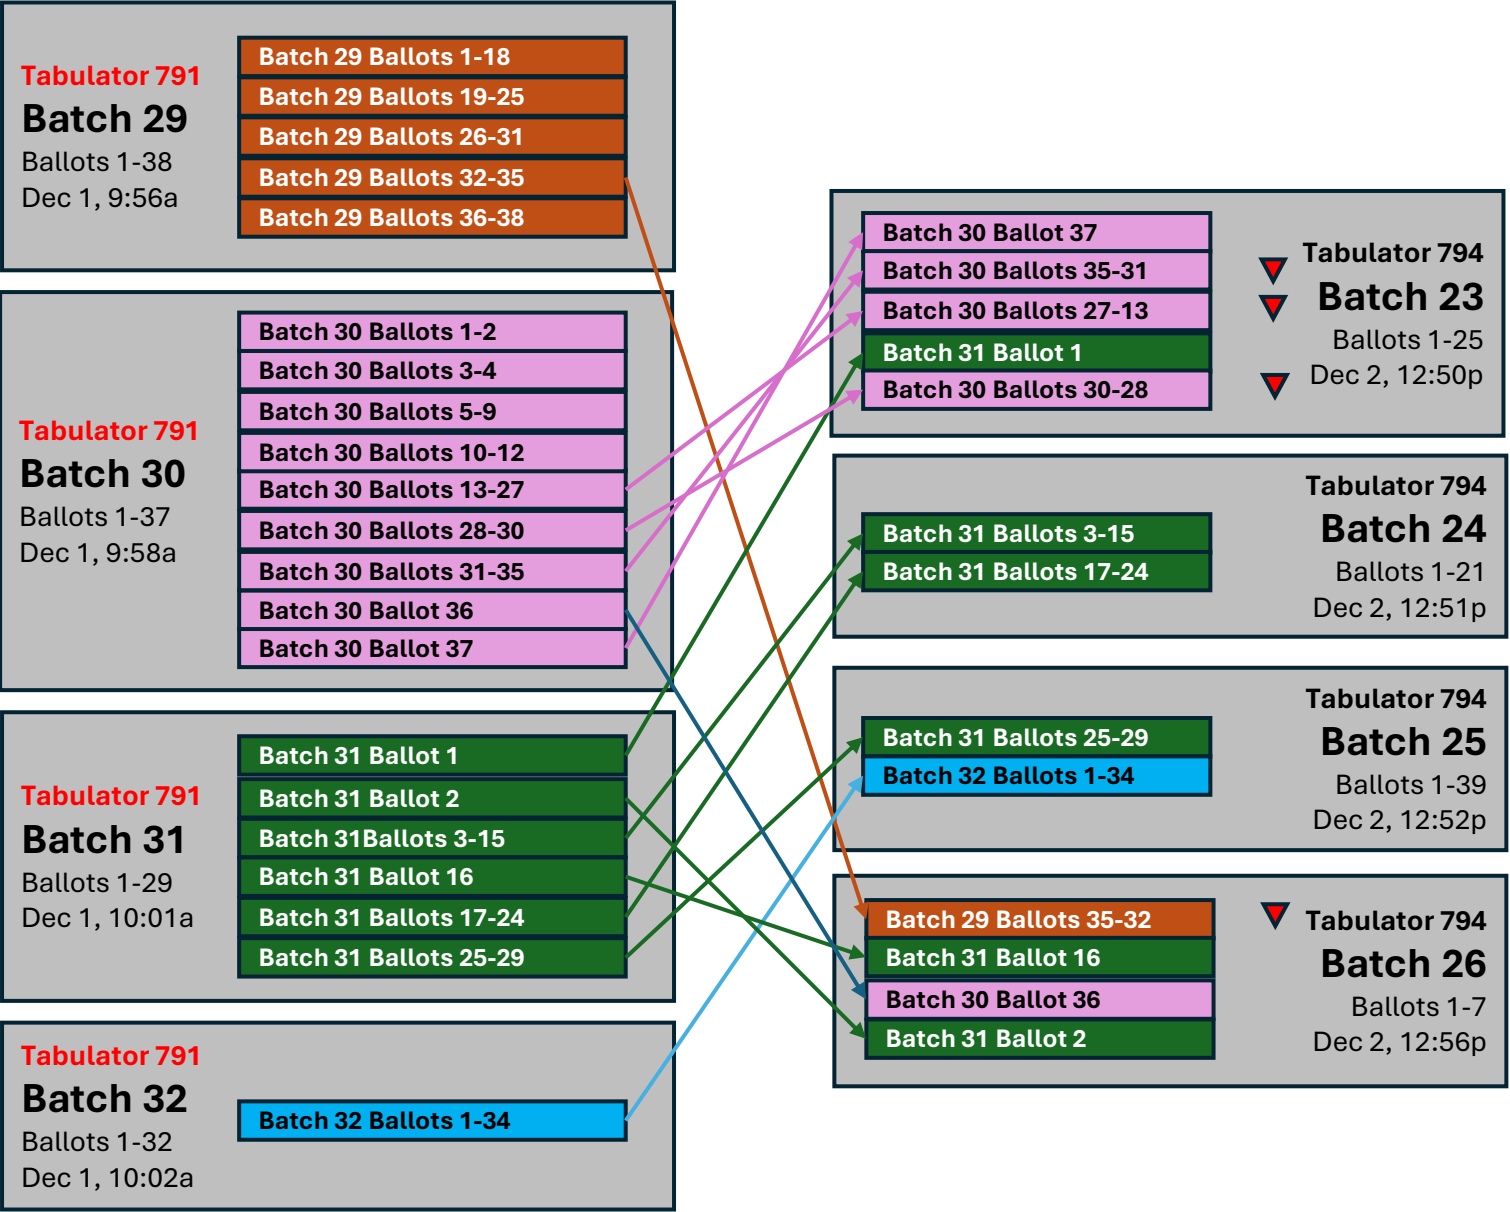 Tabulator 791
Batch 29
Ballots 1-38
Dec 1, 9:56a
Batch 29 Ballots 1-18
Batch 29 Ballots 19-25
Batch 29 Ballots 26-31
Batch 29 Ballots 32-35
Batch 29 Ballots 36-38
Tabulator 791
Batch 30
Ballots 1-37
Dec 1, 9:58a
Batch 30 Ballots 1-2
Batch 30 Ballots 3-4
Batch 30 Ballots 5-9
Batch 30 Ballots 10-12
Batch 30 Ballots 13-27
Batch 30 Ballots 28-30
Batch 30 Ballots 31-35
Batch 30 Ballot 36
Batch 30 Ballot 37
Tabulator 791
Batch 31
Ballots 1-29
Dec 1, 10:01a
Batch 31 Ballot 1
Batch 31 Ballot 2
Batch 31Ballots 3-15
Batch 31 Ballot 16
Batch 31 Ballots 17-24
Batch 31 Ballots 25-29
Tabulator 791
Batch 32
Ballots 1-32
Dec 1, 10:02a
Batch 32 Ballots 1-34
Batch 30 Ballot 37
Batch 30 Ballots 35-31
Batch 30 Ballots 27-13
Batch 31 Ballot 1
Batch 30 Ballots 30-28
Tabulator 794
Batch 23
Ballots 1-25
Dec 2, 12:50p
Batch 31 Ballots 3-15
Batch 31 Ballots 17-24
Tabulator 794
Batch 24
Ballots 1-21
Dec 2, 12:51p
Batch 31 Ballots 25-29
Batch 32 Ballots 1-34
Tabulator 794
Batch 25
Ballots 1-39
Dec 2, 12:52p
Batch 29 Ballots 35-32
Batch 31 Ballot 16
Batch 30 Ballot 36
Batch 31 Ballot 2
Tabulator 794
Batch 26
Ballots 1-7
Dec 2, 12:56p